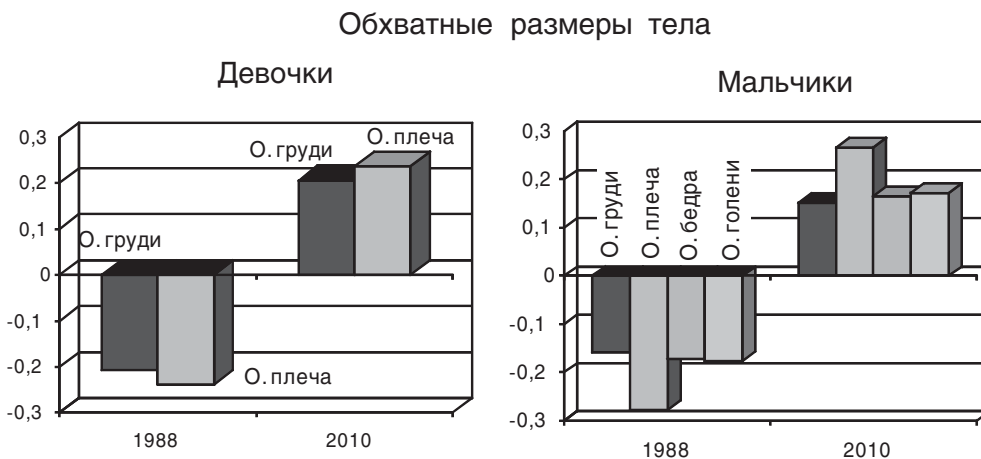 Обхватные размеры тела
Девочки
0,3
0,2
0,1
0
-0,1
-0,2
-0,3
О. груди
О. плеча
О. груди
О. плеча
1988
2010
Мальчики
0,3
0,2
0,1
0
-0,1
-0,2
-0,3
О. груди
О. плеча
О. бедра
О. голени
1988
2010